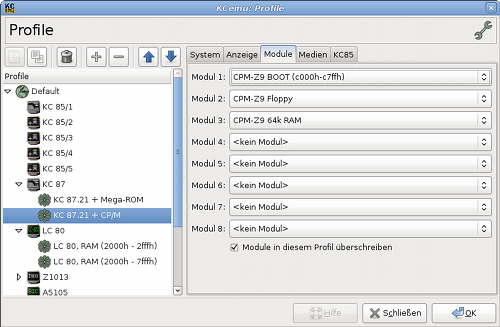 KCemu: Profile
Profile
System Anzeige Module Medien KC85
Profile
Default
KC 85/1
KC 85/2
KC 85/3
KC 85/4
KC 85/5
KC 87
KC 87.21 + Mega-ROM
KC 87.21 + CP/M
LC 80
LC 80, RAM (2000h - 2fffh)
LC 80, RAM (2000h - 7fffh)
Z1013
A5105
Modul 1: CPM-Z9 BOOT (c000h-c7ffh)
Modul 2: CPM-Z9 Floppy
Modul 3: CPM-Z9 64k RAM
Modul 4: <kein Modul>
Modul 5: <kein Modul>
Modul 6: <kein Modul>
Modul 7: <kein Modul>
Modul 8: <kein Modul>
Module in diesem Profil überschreiben
Hilfe Schließen OK